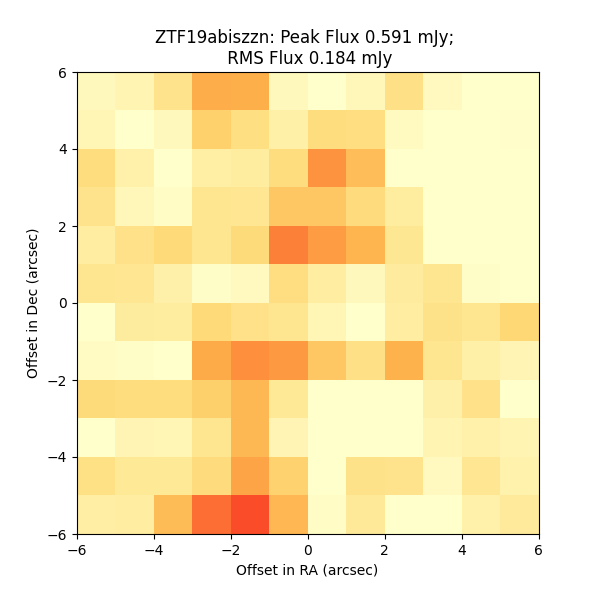 ZTF19abiszzn: Peak Flux 0.591 mJy;
RMS Flux 0.184 mJy
6
4
2
0
−2
−4
−6
Offset in Dec (arcsec)
−6 −4 −2 0 2 4 6
Offset in RA (arcsec)